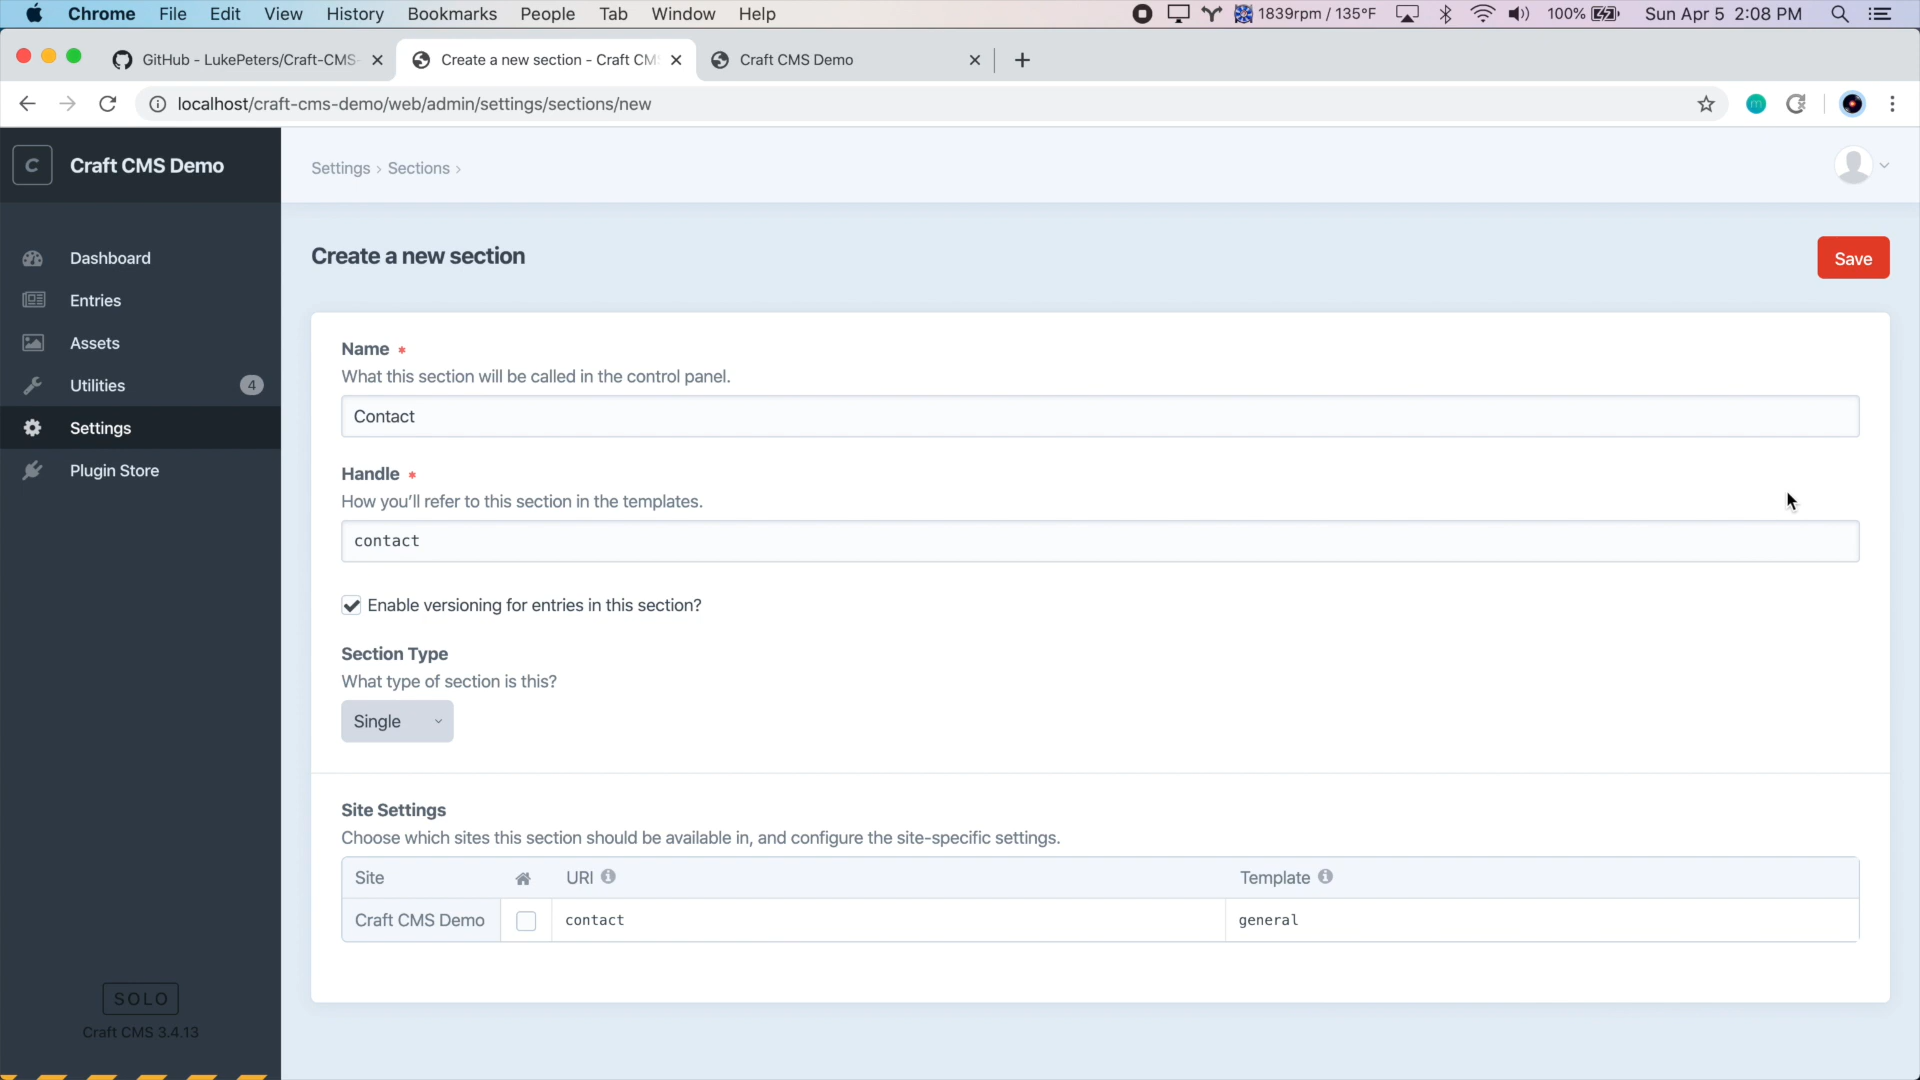 Chrome File Edit View History Bookmarks People Tab Window Help 1839rpm / 135°F 100% Sun Apr 5 2:08 PM
GitHub - LukePeters/Craft-CMS- Create a new section - Craft CMS Craft CMS Demo
localhost/craft-cms-demo/web/admin/settings/sections/new
m
C Craft CMS Demo
Settings › Sections ›
Dashboard
Entries
Assets
Utilities 4
Settings
Plugin Store
SOLO
Craft CMS 3.4.13
Create a new section
Save
Name *
What this section will be called in the control panel.
Contact
Handle *
How you’ll refer to this section in the templates.
contact
Enable versioning for entries in this section?
Section Type
What type of section is this?
Single
Site Settings
Choose which sites this section should be available in, and configure the site-specific settings.
Site URI Template
Craft CMS Demo contact general